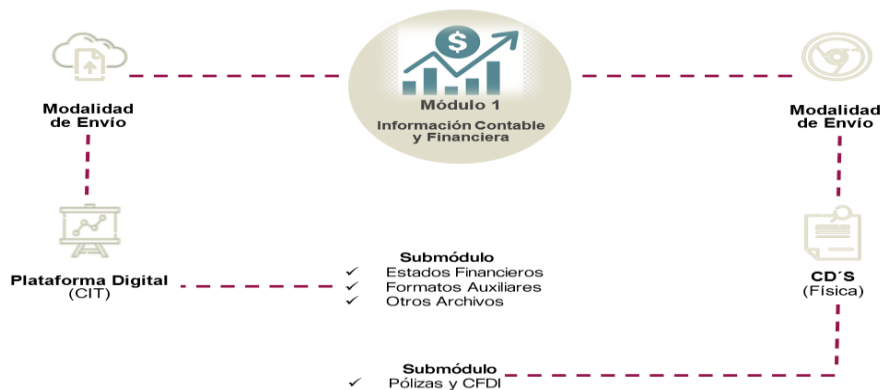 $
Módulo 1
Información Contable
y Financiera
Modalidad
de Envío
Modalidad
de Envío
Plataforma Digital
(CIT)
Submódulo
✓ Estados Financieros
✓ Formatos Auxiliares
✓ Otros Archivos
CD´S
(Física)
Submódulo
✓ Pólizas y CFDI